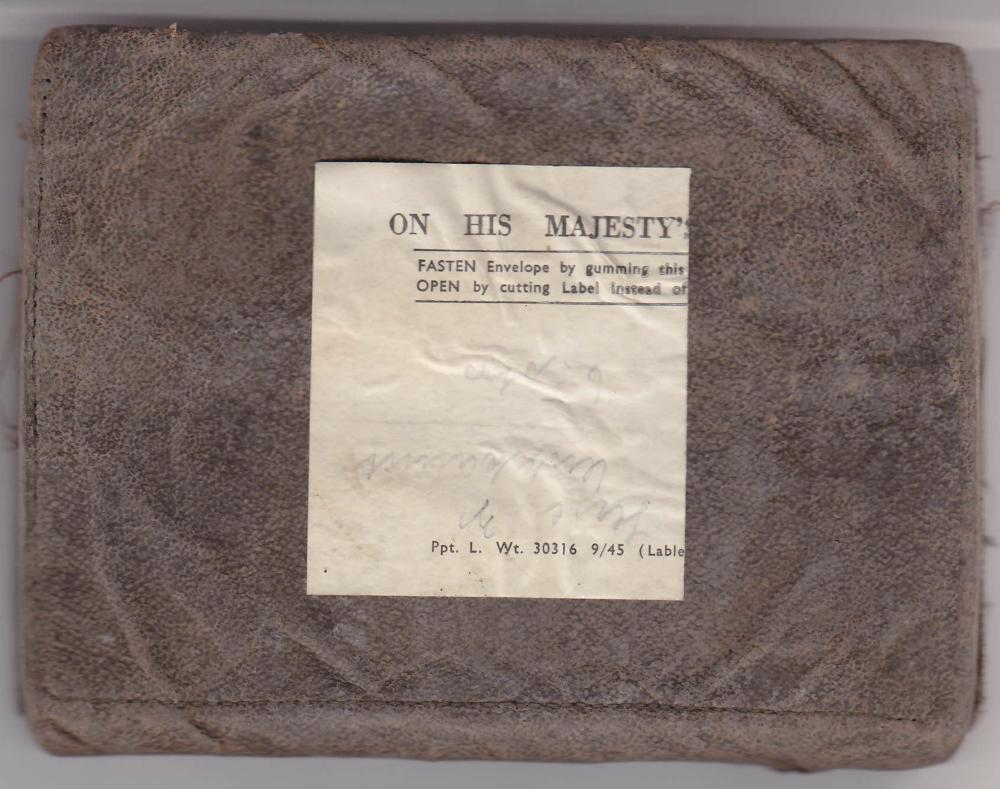 ON HIS MAJESTY'S
FASTEN Envelope by gumming this
OPEN by cutting Label instead of
Ppt. L. Wt. 30316 9/45 (Lable